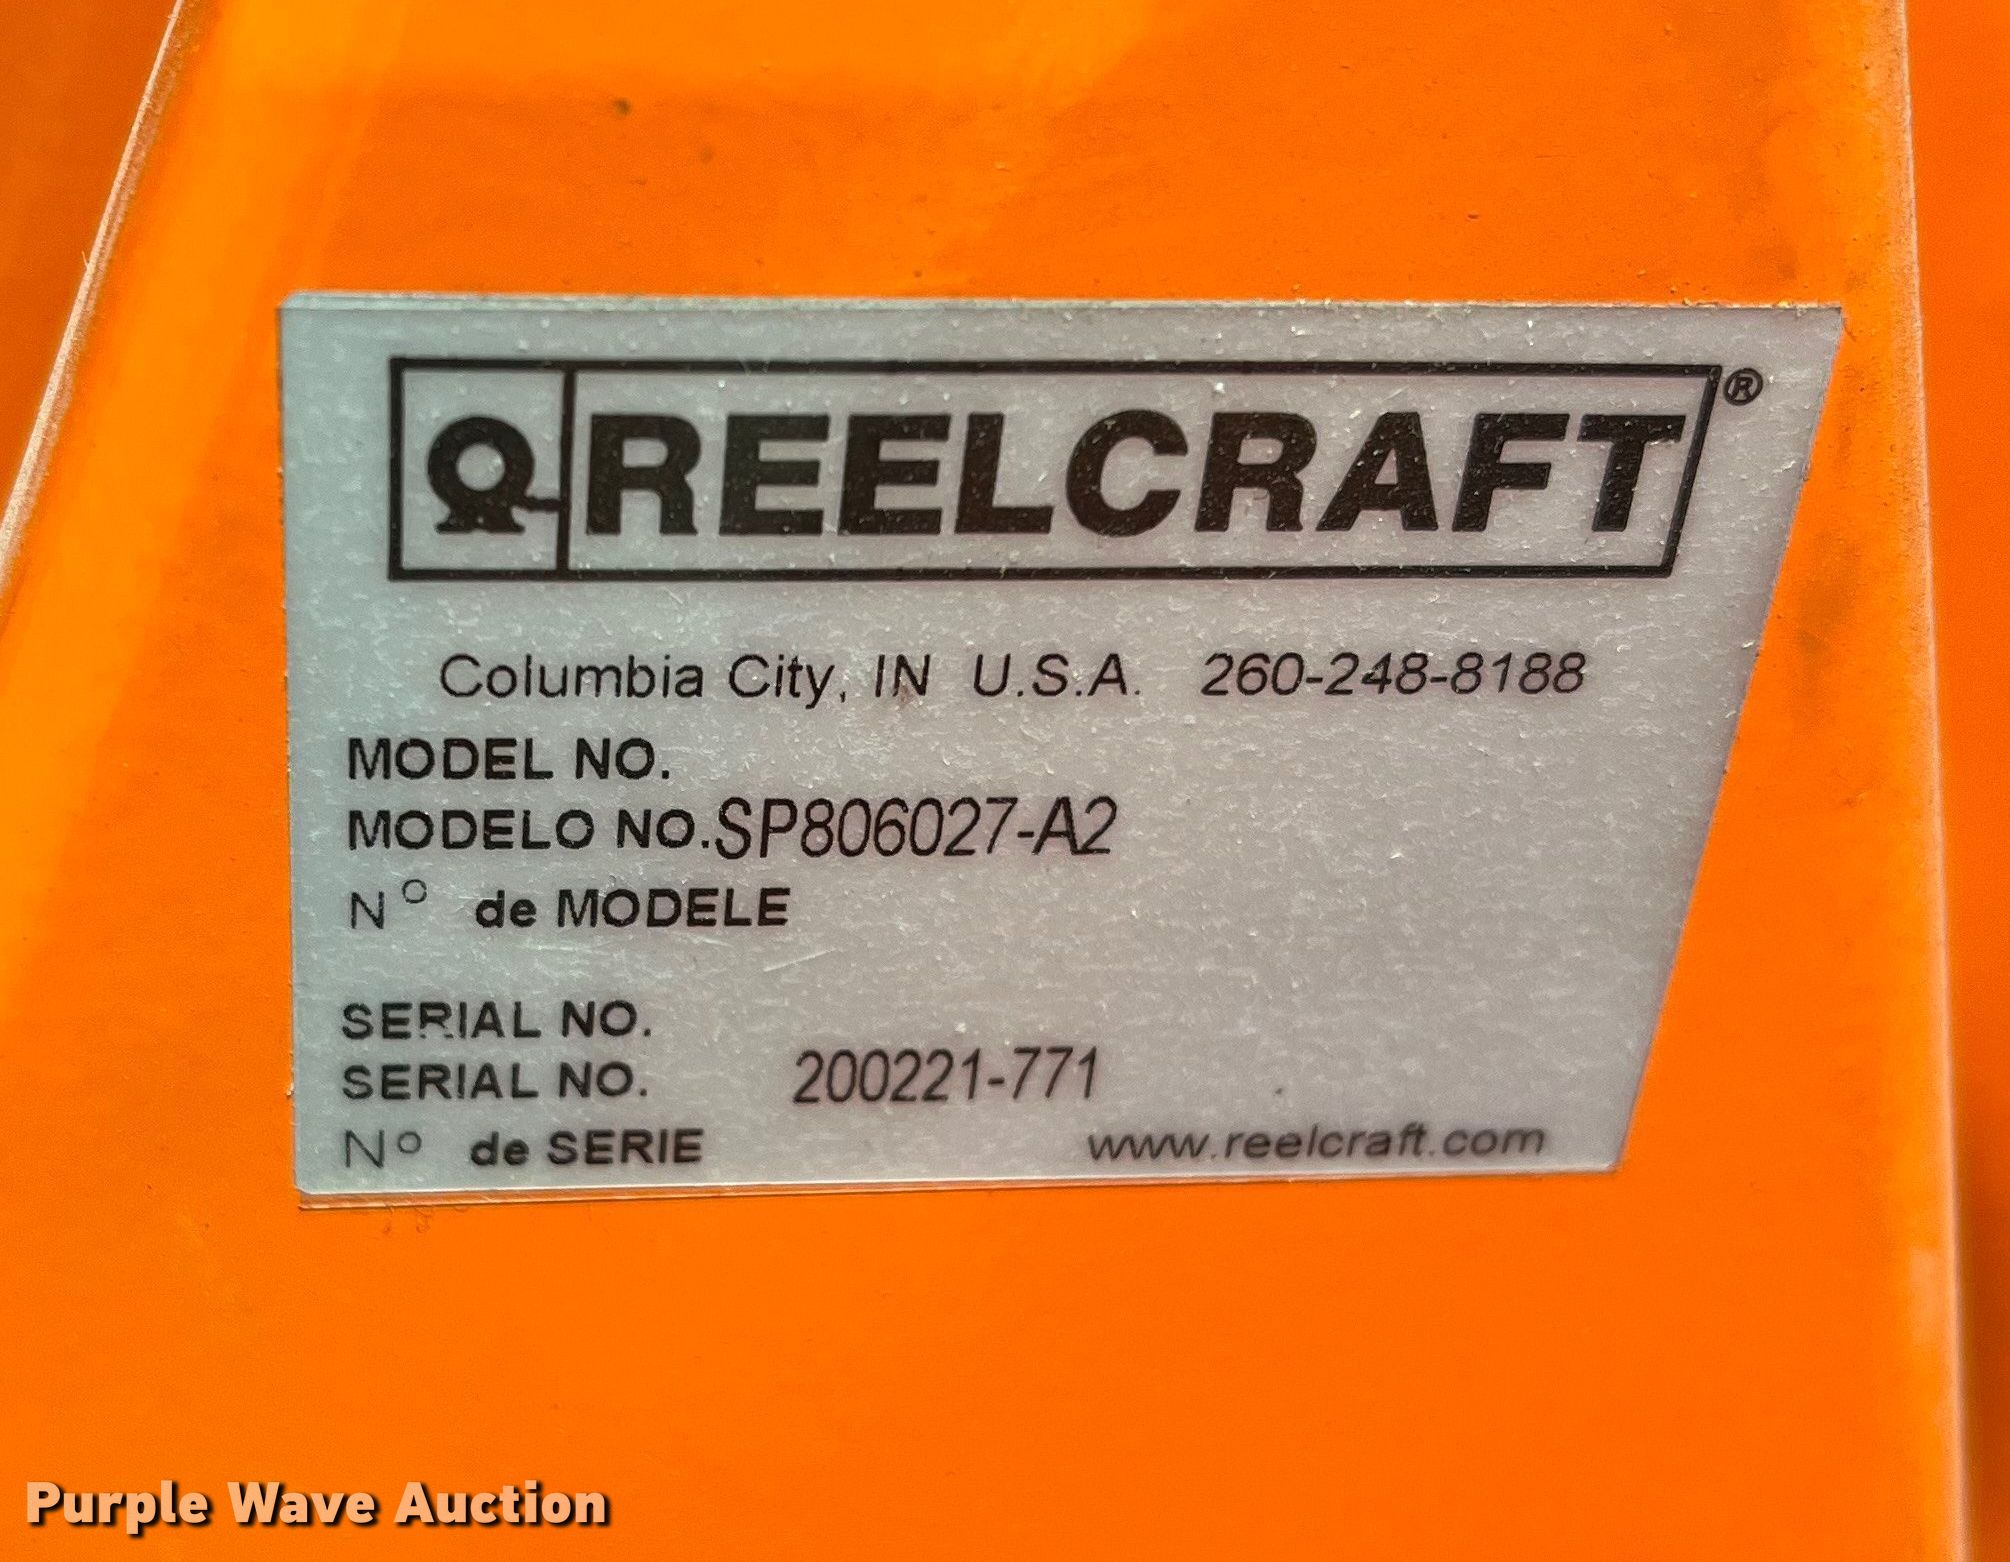 REELCRAFT®
Columbia City, IN U.S.A. 260-248-8188
MODEL NO.
MODELO NO. SP806027-A2
N° de MODELE
SERIAL NO.
SERIAL NO. 200221-771
Nº de SERIE www.reelcraft.com
Purple Wave Auction